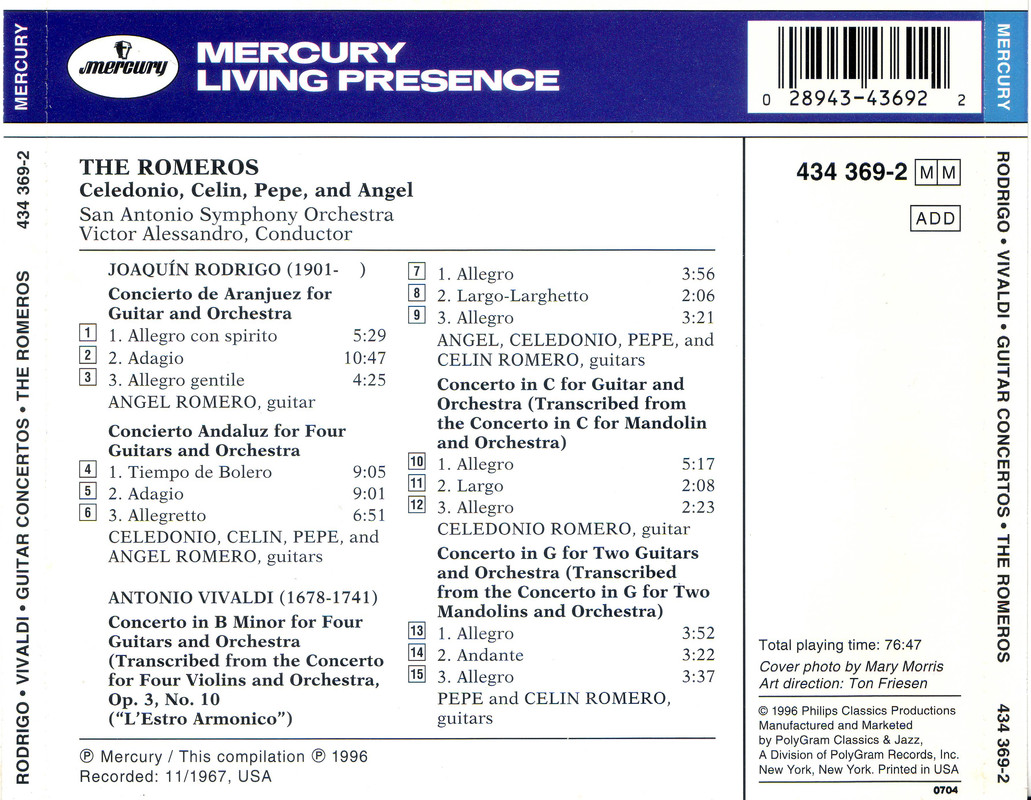 MERCURY
mercury
MERCURY
LIVING PRESENCE
0 28943-43692 2
MERCURY
434 369-2
RODRIGO • VIVALDI • GUITAR CONCERTOS • THE ROMEROS
THE ROMEROS
Celedonio, Celin, Pepe, and Angel
San Antonio Symphony Orchestra
Victor Alessandro, Conductor
JOAQUÍN RODRIGO (1901- )
Concierto de Aranjuez for
Guitar and Orchestra
1 1. Allegro con spirito 5:29
2 2. Adagio 10:47
3 3. Allegro gentile 4:25
ANGEL ROMERO, guitar
Concierto Andaluz for Four
Guitars and Orchestra
4 1. Tiempo de Bolero 9:05
5 2. Adagio 9:01
6 3. Allegretto 6:51
CELEDONIO, CELIN, PEPE, and
ANGEL ROMERO, guitars
ANTONIO VIVALDI (1678-1741)
Concerto in B Minor for Four
Guitars and Orchestra
(Transcribed from the Concerto
for Four Violins and Orchestra,
Op. 3, No. 10
("L'Estro Armonico")
7 1. Allegro 3:56
8 2. Largo-Larghetto 2:06
9 3. Allegro 3:21
ANGEL, CELEDONIO, PEPE, and
CELIN ROMERO, guitars
Concerto in C for Guitar and
Orchestra (Transcribed from
the Concerto in C for Mandolin
and Orchestra)
10 1. Allegro 5:17
11 2. Largo 2:08
12 3. Allegro 2:23
CELEDONIO ROMERO, guitar
Concerto in G for Two Guitars
and Orchestra (Transcribed
from the Concerto in G for Two
Mandolins and Orchestra)
13 1. Allegro 3:52
14 2. Andante 3:22
15 3. Allegro 3:37
PEPE and CELIN ROMERO,
guitars
℗ Mercury / This compilation ℗ 1996
Recorded: 11/1967, USA
434 369-2 MM
ADD
Total playing time: 76:47
Cover photo by Mary Morris
Art direction: Ton Friesen
© 1996 Philips Classics Productions
Manufactured and Marketed
by PolyGram Classics & Jazz,
A Division of PolyGram Records, Inc.
New York, New York. Printed in USA
0704
RODRIGO • VIVALDI • GUITAR CONCERTOS • THE ROMEROS
434 369-2